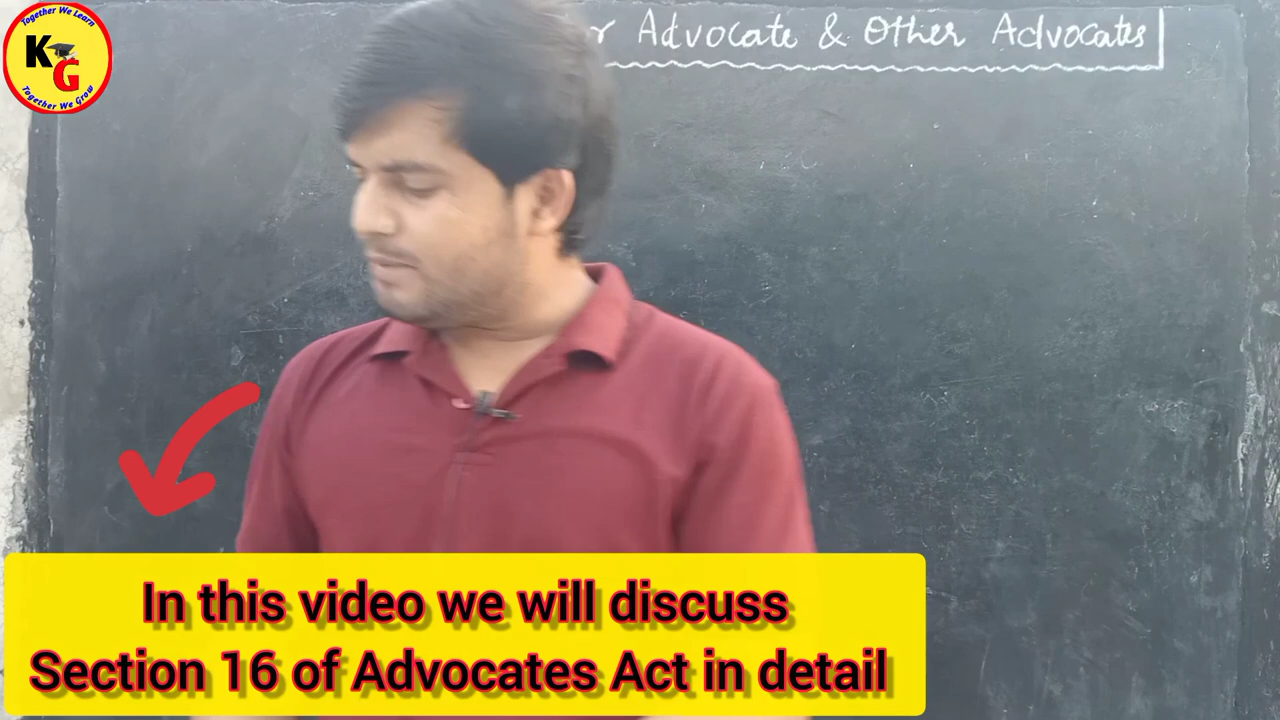 Together We Learn
KG
Together We Grow
Advocate & Other Advocates
In this video we will discuss
Section 16 of Advocates Act in detail